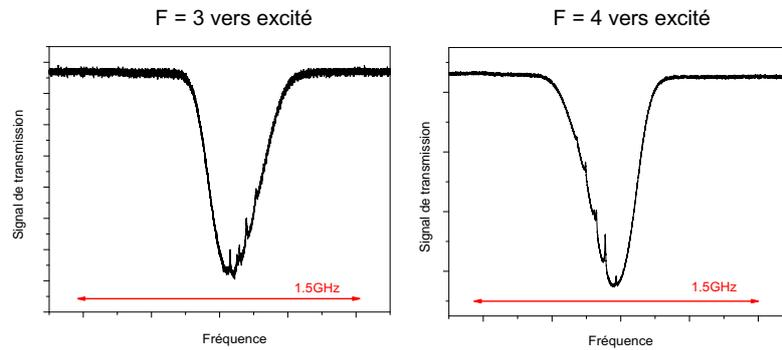 F = 3 vers excité
F = 4 vers excité
Signal de transmission
1.5GHz
Fréquence
Signal de transmission
1.5GHz
Fréquence